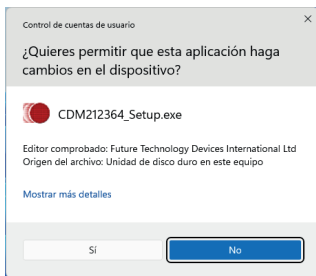 Control de cuentas de usuario
¿Quieres permitir que esta aplicación haga
cambios en el dispositivo?
CDM212364_Setup.exe
Editor comprobado: Future Technology Devices International Ltd
Origen del archivo: Unidad de disco duro en este equipo
Mostrar más detalles
Sí
No